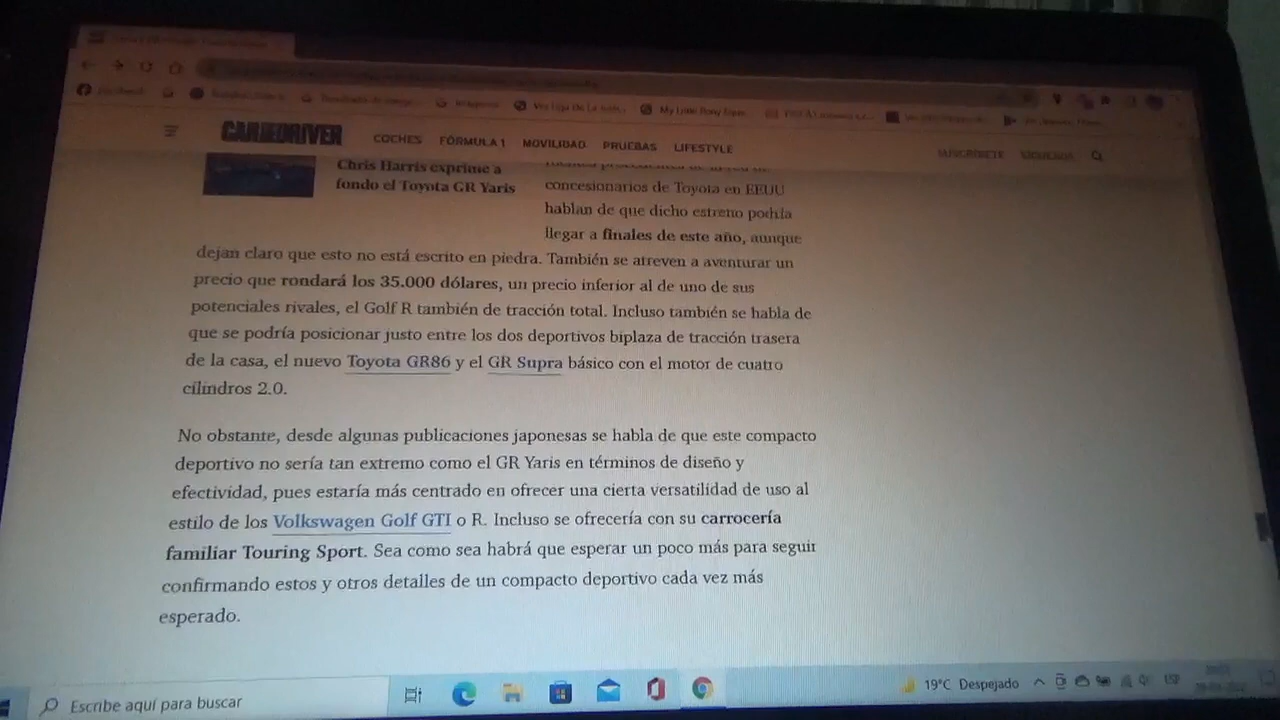 CAR AND DRIVER
COCHES FÓRMULA 1 MOVILIDAD PRUEBAS LIFESTYLE
SUSCRÍBETE SÍGUENOS
Chris Harris exprime a
fondo el Toyota GR Yaris
concesionarios de Toyota en EEUU
hablan de que dicho estreno podría
llegar a finales de este año, aunque
dejan claro que esto no está escrito en piedra. También se atreven a aventurar un
precio que rondará los 35.000 dólares, un precio inferior al de uno de sus
potenciales rivales, el Golf R también de tracción total. Incluso también se habla de
que se podría posicionar justo entre los dos deportivos biplaza de tracción trasera
de la casa, el nuevo Toyota GR86 y el GR Supra básico con el motor de cuatro
cilindros 2.0.
No obstante, desde algunas publicaciones japonesas se habla de que este compacto
deportivo no sería tan extremo como el GR Yaris en términos de diseño y
efectividad, pues estaría más centrado en ofrecer una cierta versatilidad de uso al
estilo de los Volkswagen Golf GTI o R. Incluso se ofrecería con su carrocería
familiar Touring Sport. Sea como sea habrá que esperar un poco más para seguir
confirmando estos y otros detalles de un compacto deportivo cada vez más
esperado.
Escribe aquí para buscar
19°C Despejado